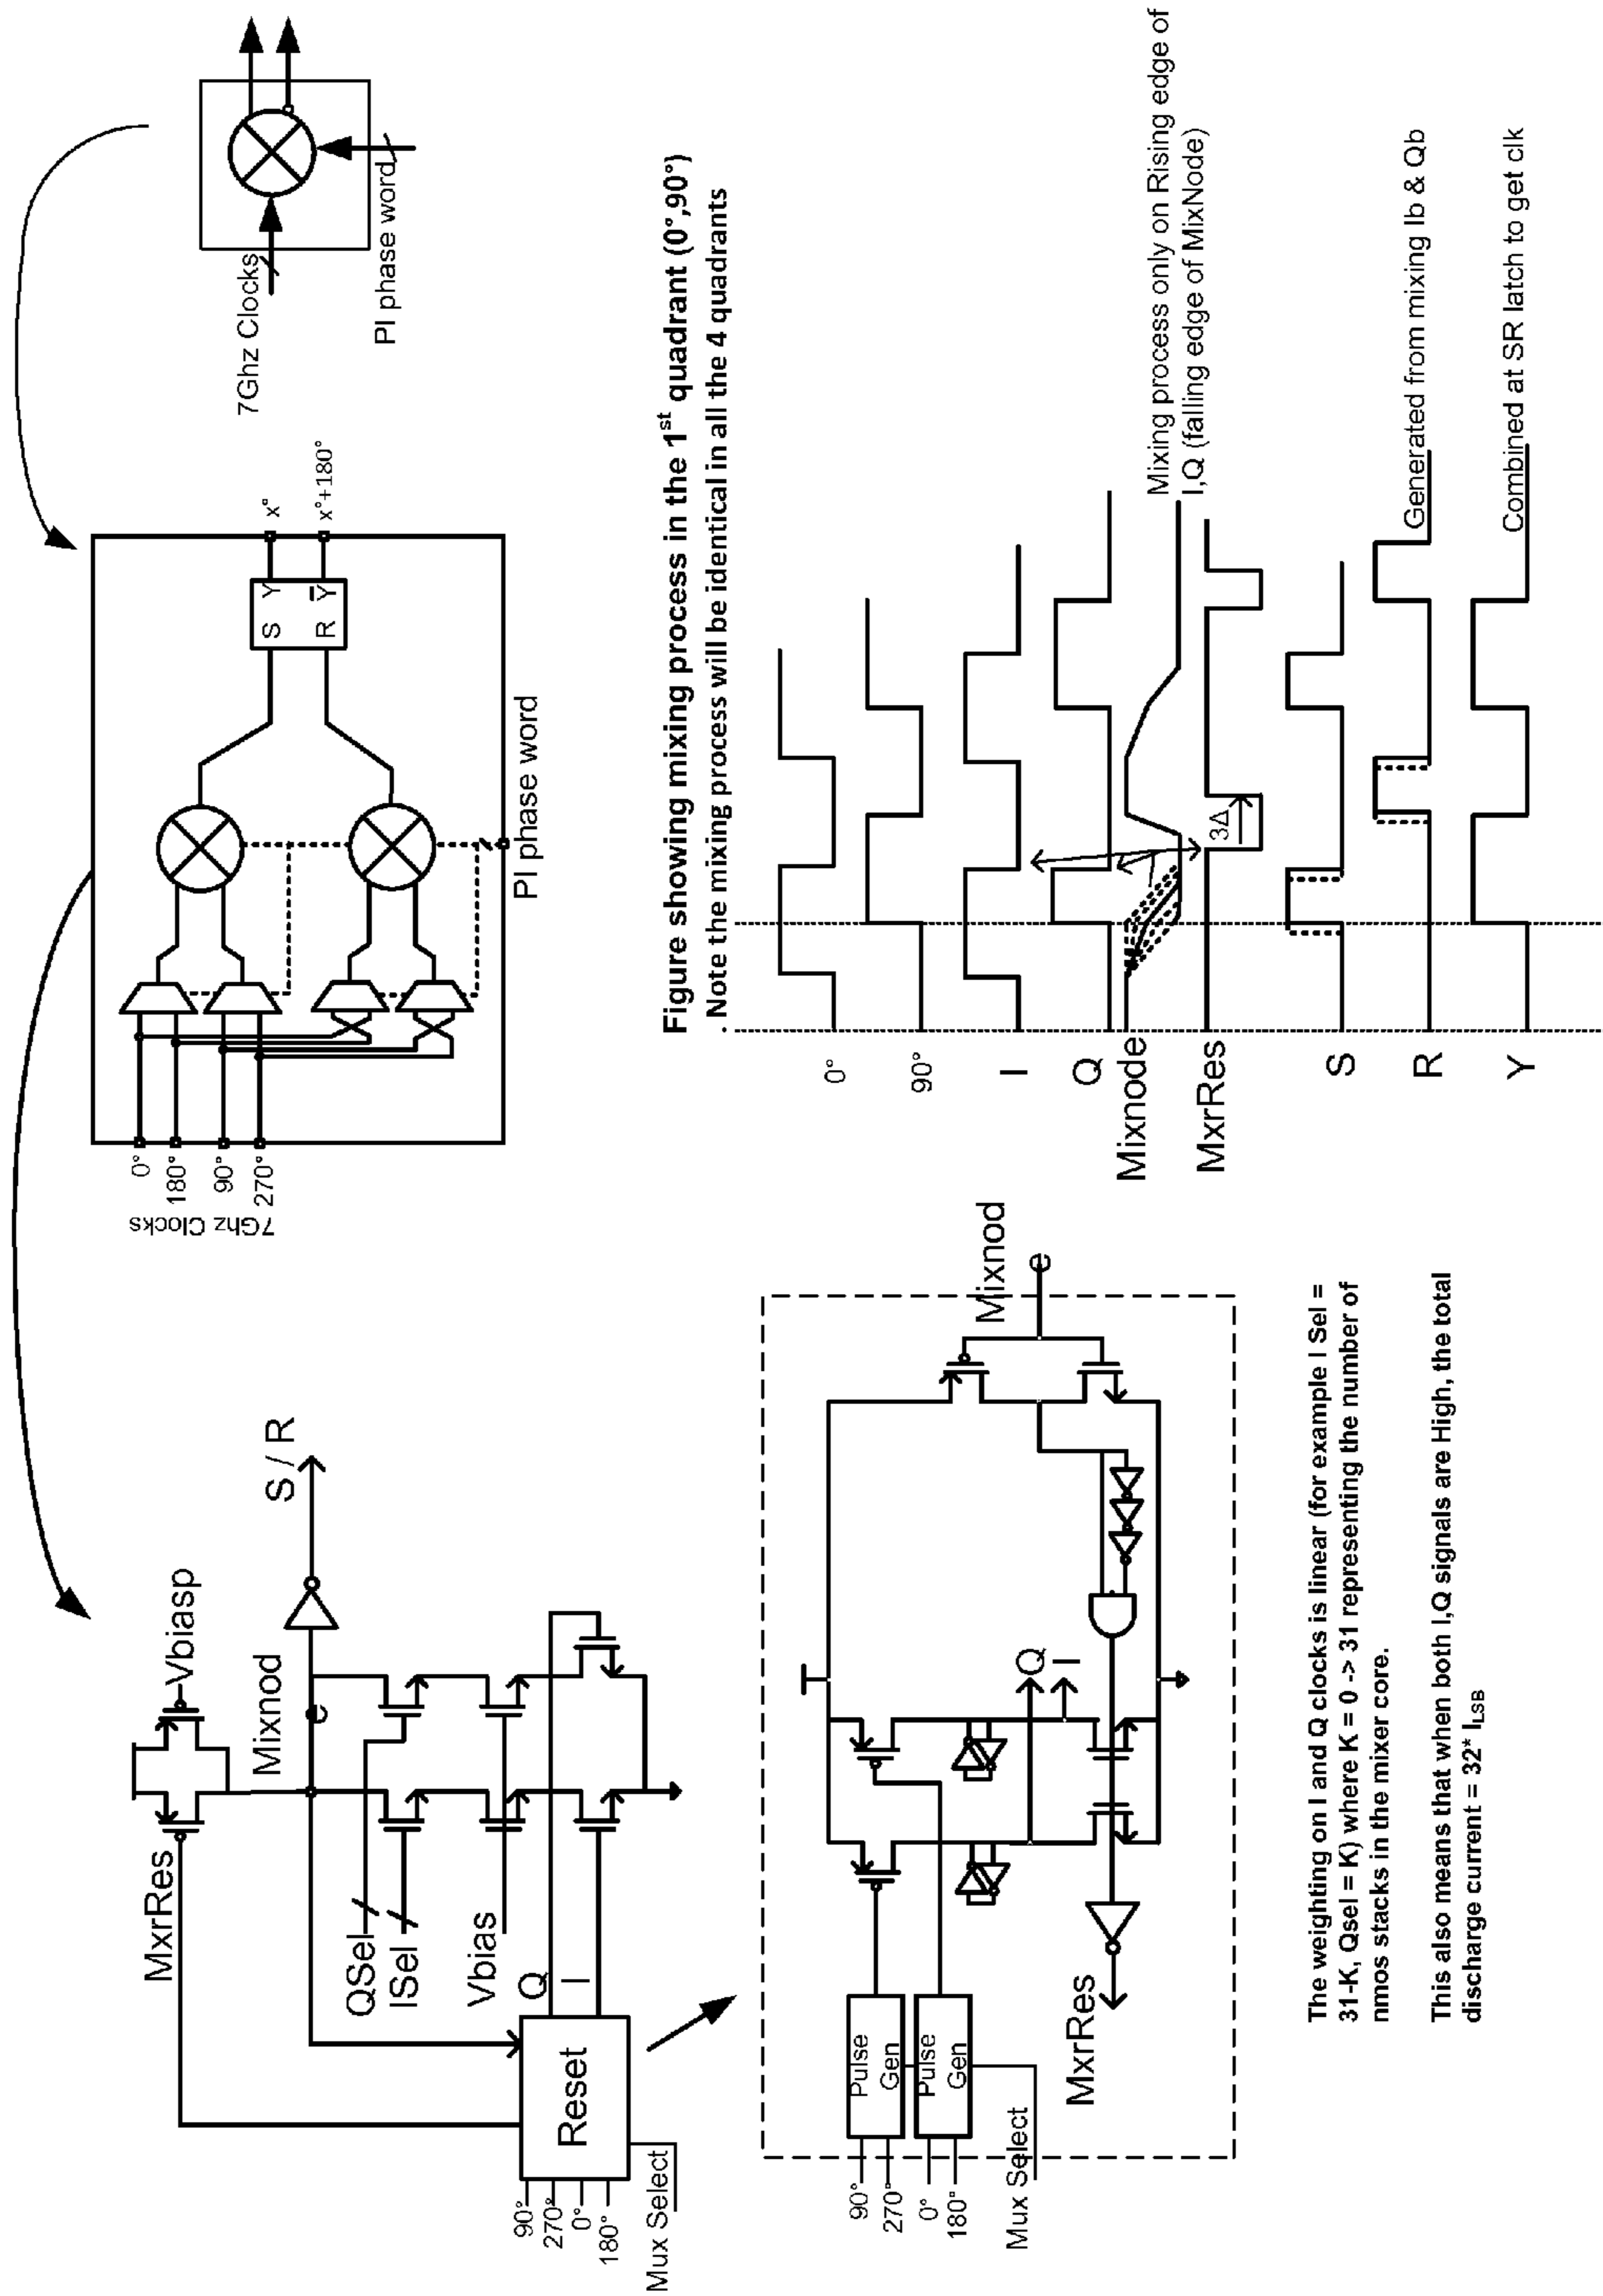 7Ghz Clocks
PI phase word
7Ghz Clocks
0°
180°
90°
270°
S
Y
R
Y̅
x°
x°+180°
PI phase word
MxrRes
Vbiasp
Mixnod
e
S / R
QSel
ISel
Vbias
Q
I
Reset
90°
270°
0°
180°
Mux Select
90°
270°
0°
180°
Pulse
Gen
Pulse
Gen
Mux Select
Q
I
MxrRes
Mixnod
e
The weighting on I and Q clocks is linear (for example I Sel =
31-K, Qsel = K) where K = 0 -> 31 representing the number of
nmos stacks in the mixer core.
This also means that when both I,Q signals are High, the total
discharge current = 32* I_LSB
Figure showing mixing process in the 1st quadrant (0°,90°)
. Note the mixing process will be identical in all the 4 quadrants
0°
90°
I
Q
Mixnode
MxrRes
S
R
Y
3Δ
Mixing process only on Rising edge of
I,Q (falling edge of MixNode)
Generated from mixing Ib & Qb
Combined at SR latch to get clk